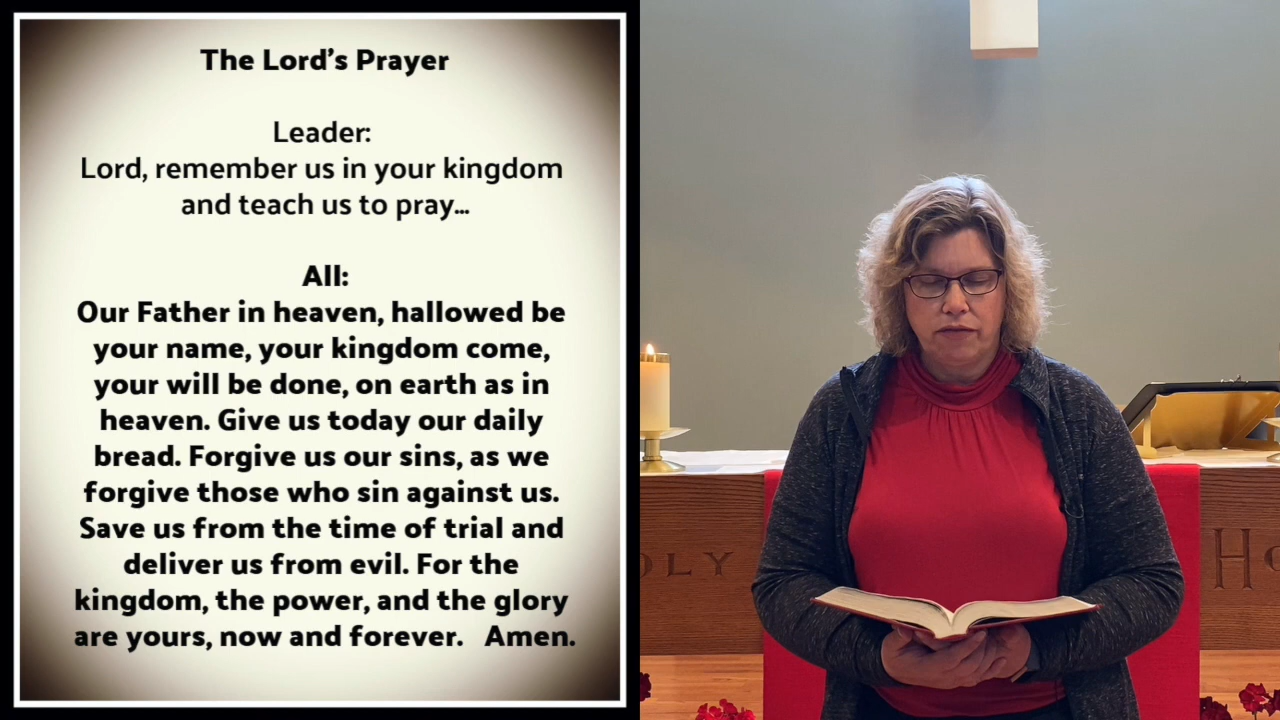 The Lord's Prayer
Leader:
Lord, remember us in your kingdom
and teach us to pray...
All:
Our Father in heaven, hallowed be
your name, your kingdom come,
your will be done, on earth as in
heaven. Give us today our daily
bread. Forgive us our sins, as we
forgive those who sin against us.
Save us from the time of trial and
deliver us from evil. For the
kingdom, the power, and the glory
are yours, now and forever.   Amen.
OLY
HO